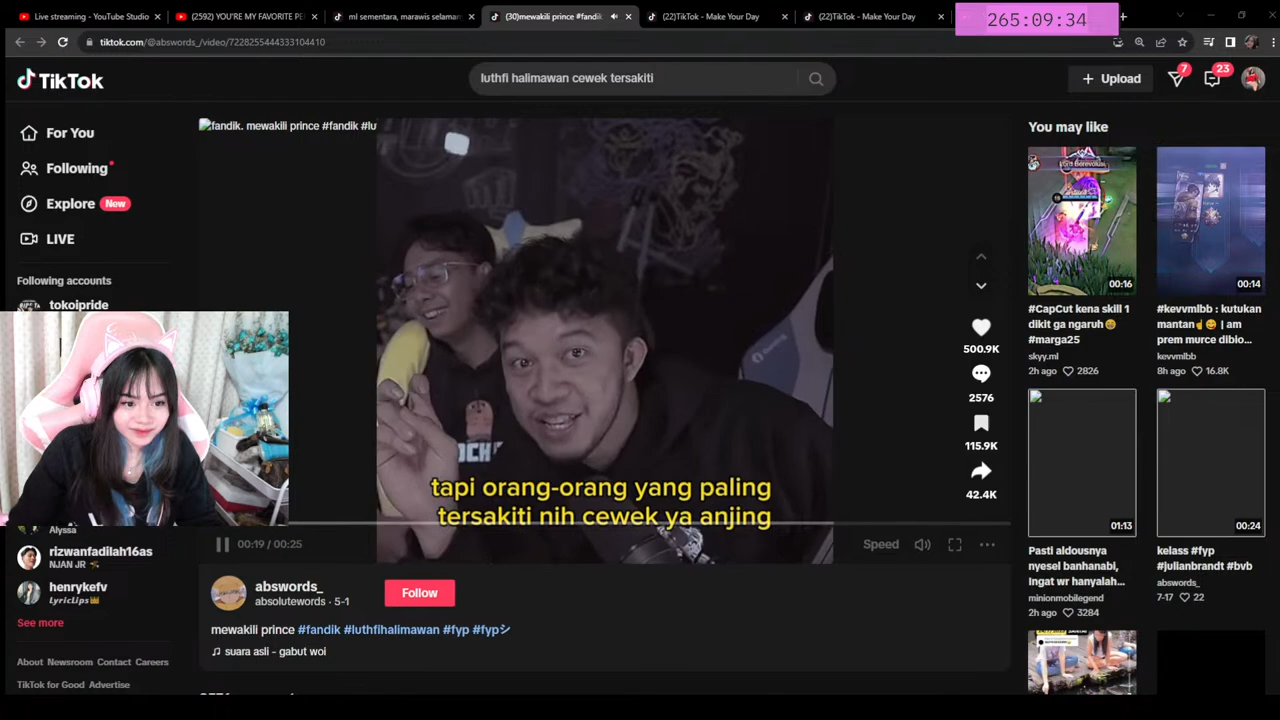 Live streaming - YouTube Studio
(2592) YOU'RE MY FAVORITE PE
ml sementara, marawis selaman
(30)mewakili prince #fandik #lut
(22)TikTok - Make Your Day
(22)TikTok - Make Your Day
265:09:34
tiktok.com/@abswords_/video/7228255444333104410
TikTok
luthfi halimawan cewek tersakiti
Upload
7
23
For You
Following
Explore New
LIVE
Following accounts
tokoipride
Alyssa
rizwanfadilah16as
NJAN JR
henrykefv
LyricLips
See more
About Newsroom Contact Careers
TikTok for Good Advertise
fandik. mewakili prince #fandik #lu
tapi orang-orang yang paling
tersakiti nih cewek ya anjing
00:19 / 00:25
Speed
500.9K
2576
115.9K
42.4K
abswords_
absolutewords · 5-1
Follow
mewakili prince #fandik #luthfihalimawan #fyp #fypシ
♫ suara asli - gabut woi
You may like
00:16
#CapCut kena skill 1
dikit ga ngaruh😄
#marga25
skyy.ml
2h ago 2826
00:14
#kevvmlbb : kutukan
mantan☝😋 | am
prem murce diblo...
kevvmlbb
8h ago 16.8K
01:13
Pasti aldousnya
nyesel banhanabi,
Ingat wr hanyalah...
minionmobilegend
2h ago 3284
00:24
kelass #fyp
#julianbrandt #bvb
abswords_
7-17 22